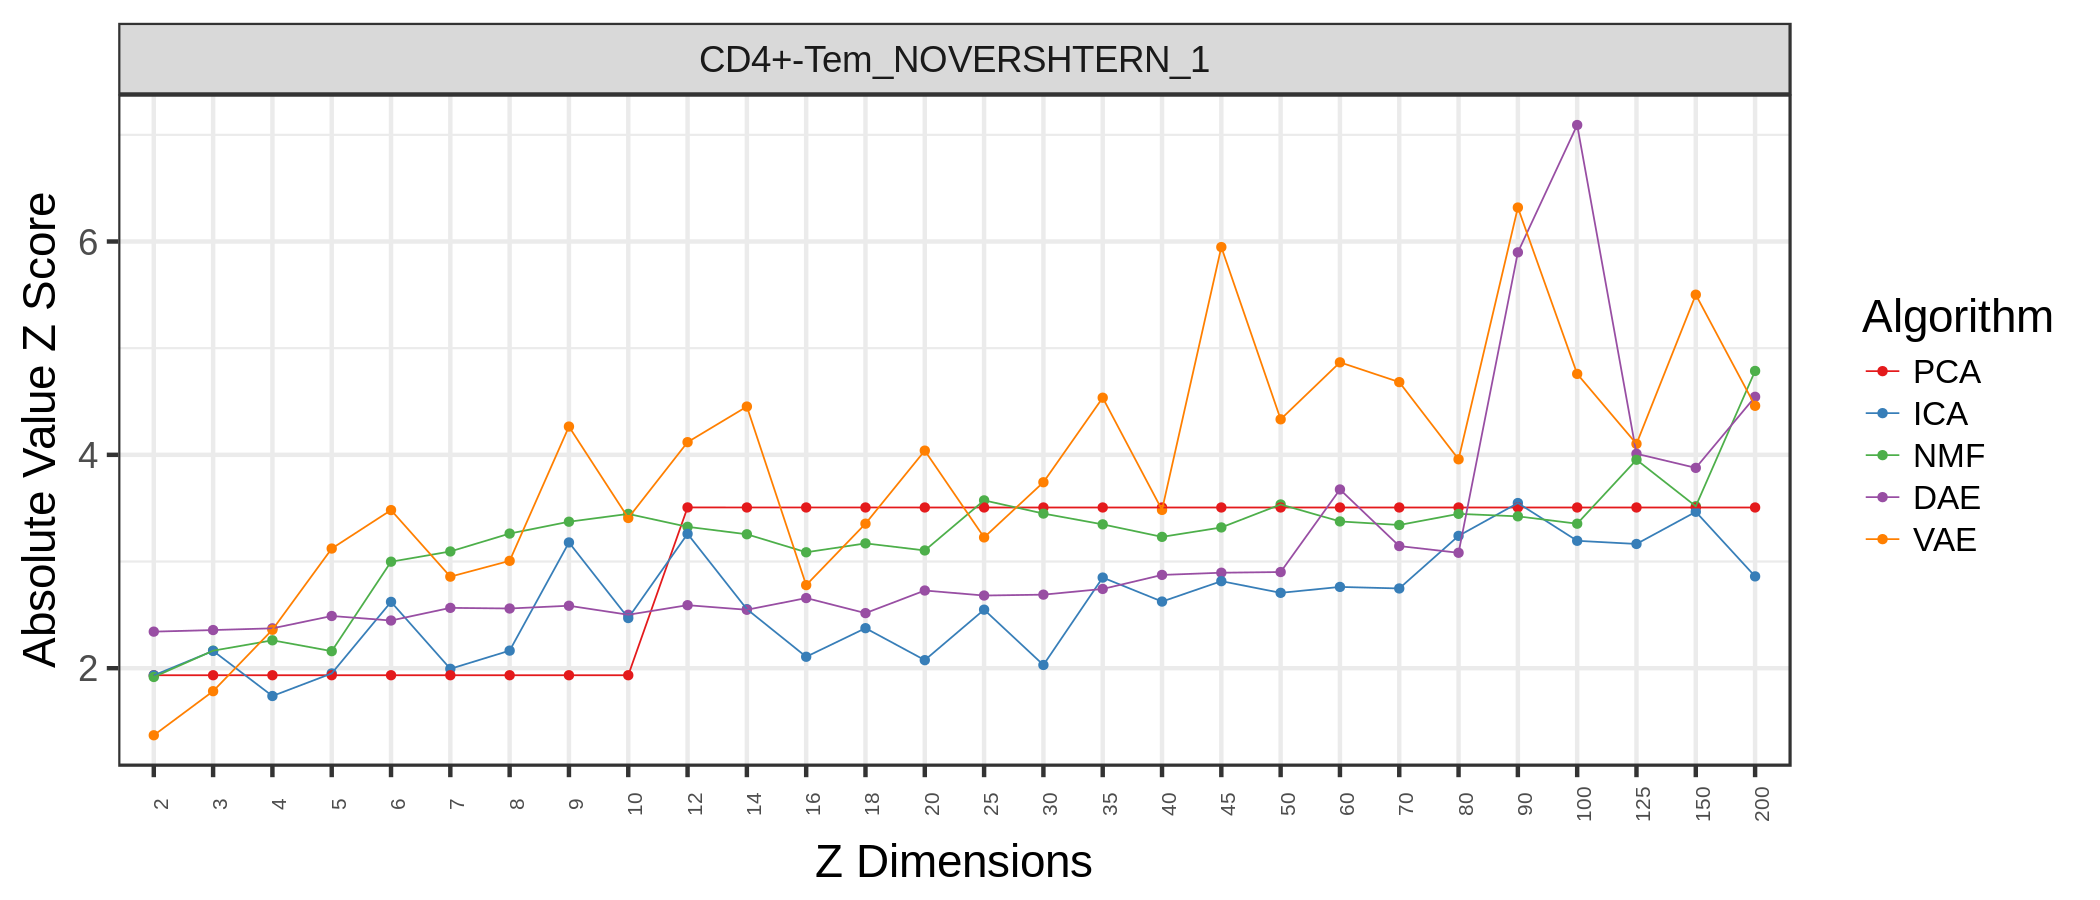 CD4+-Tem_NOVERSHTERN_1
Absolute Value Z Score
6
4
2
2 3 4 5 6 7 8 9 10 12 14 16 18 20 25 30 35 40 45 50 60 70 80 90 100 125 150 200
Z Dimensions
Algorithm
PCA
ICA
NMF
DAE
VAE